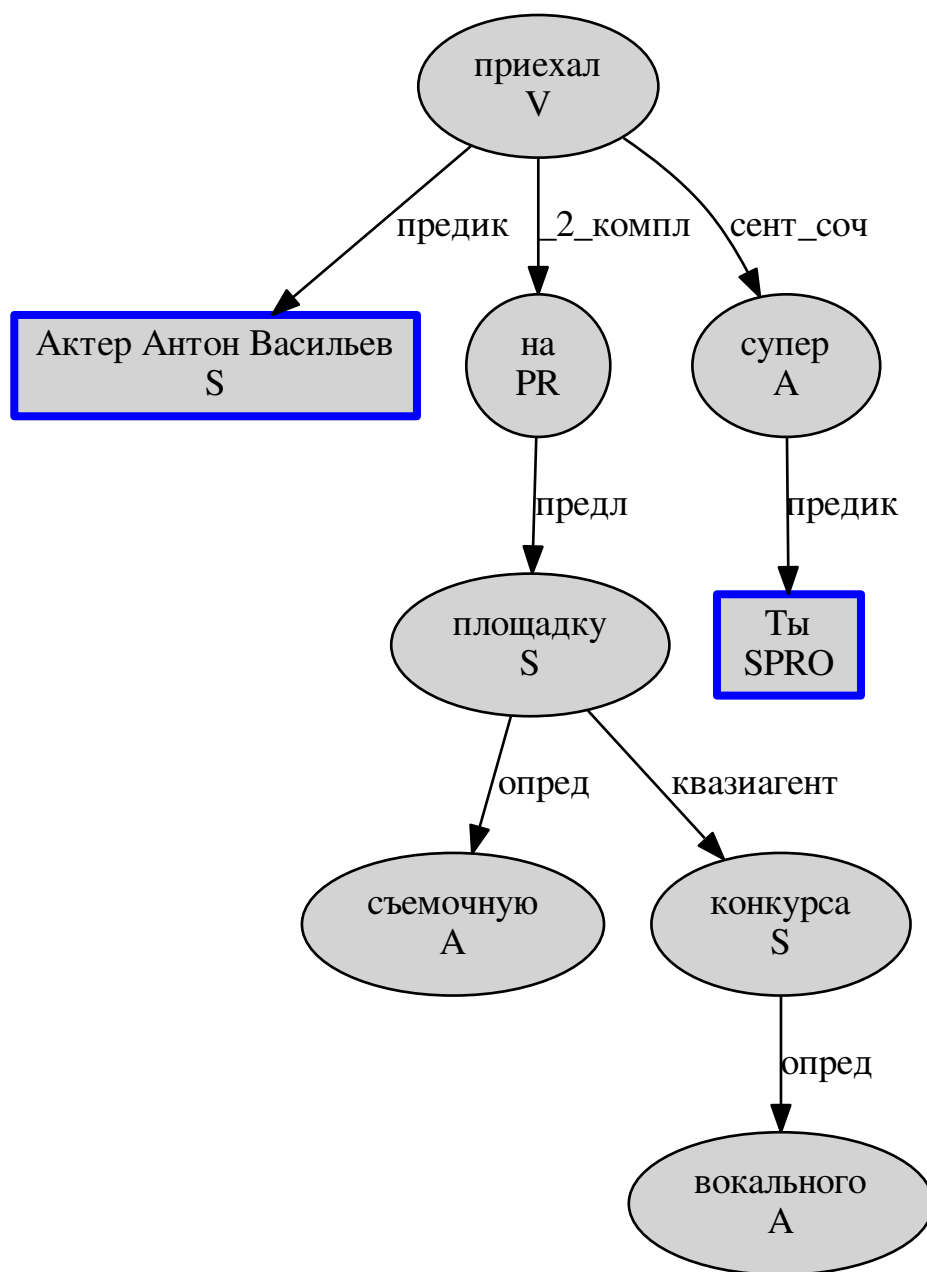 приехал
V
предик
_2_компл
сент_соч
Актер Антон Васильев
S
на
PR
супер
A
предл
предик
площадку
S
Ты
SPRO
опред
квазиагент
съемочную
A
конкурса
S
опред
вокального
A